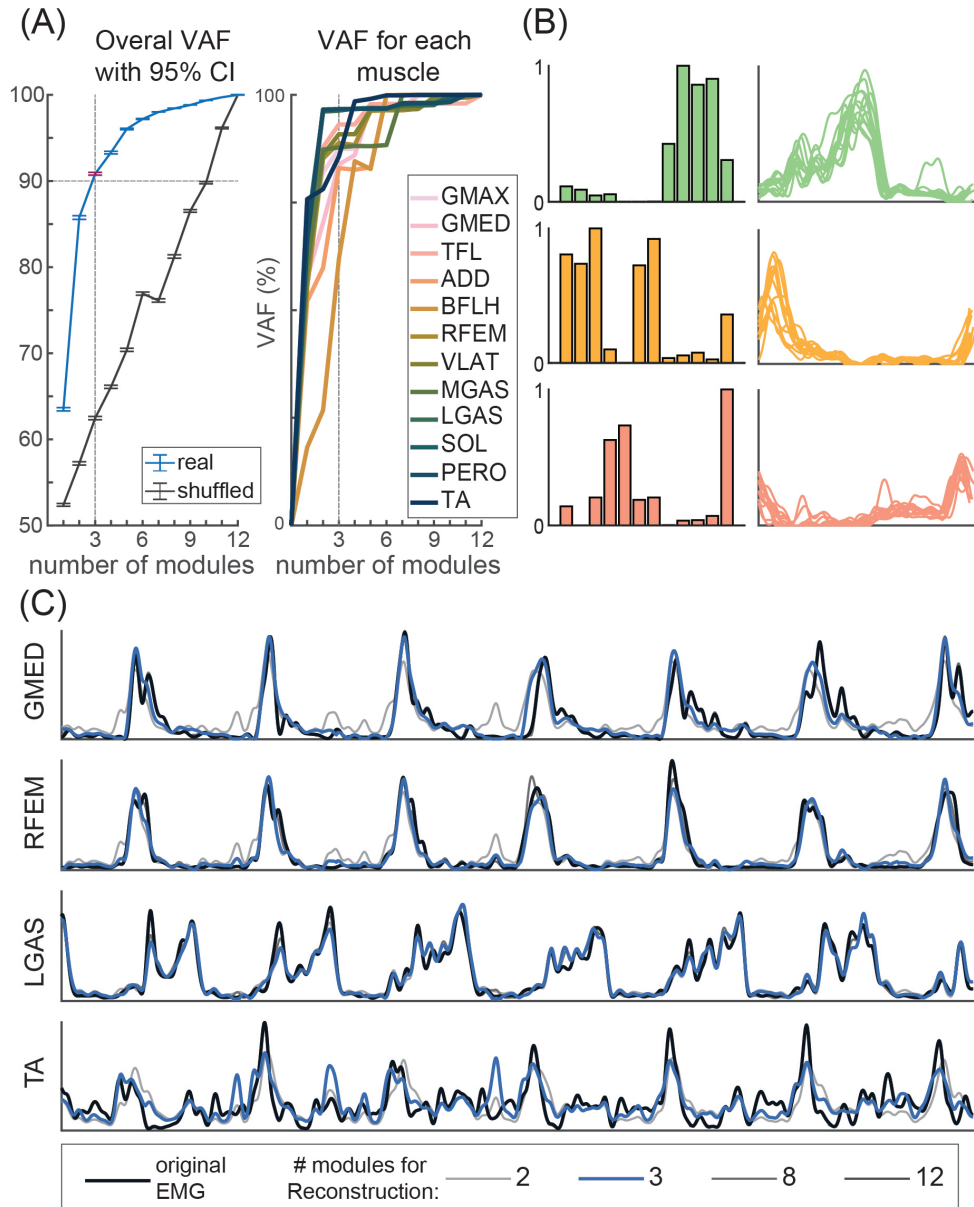 (A)
Overal VAF
with 95% CI
100
90
80
70
60
50
3
6
9
12
number of modules
real
shuffled
VAF for each
muscle
100
VAF (%)
0
3
6
9
12
number of modules
GMAX
GMED
TFL
ADD
BFLH
RFEM
VLAT
MGAS
LGAS
SOL
PERO
TA
(B)
1
0
1
0
1
0
(C)
GMED
RFEM
LGAS
TA
original
EMG
# modules for
Reconstruction:
2
3
8
12